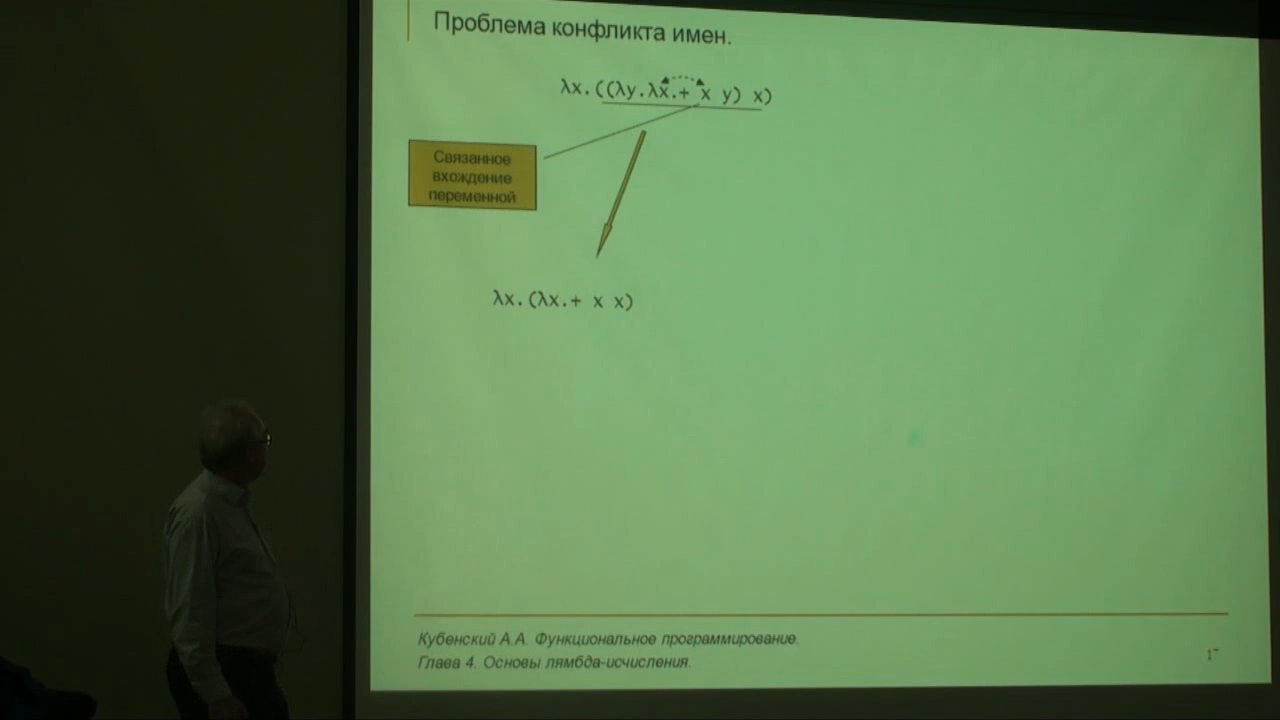 Проблема конфликта имен.
λx.((λy.λx.+ x y) x)
Связанное
вхождение
переменной
λx.(λx.+ x x)
Кубенский А.А. Функциональное программирование.
Глава 4. Основы лямбда-исчисления.